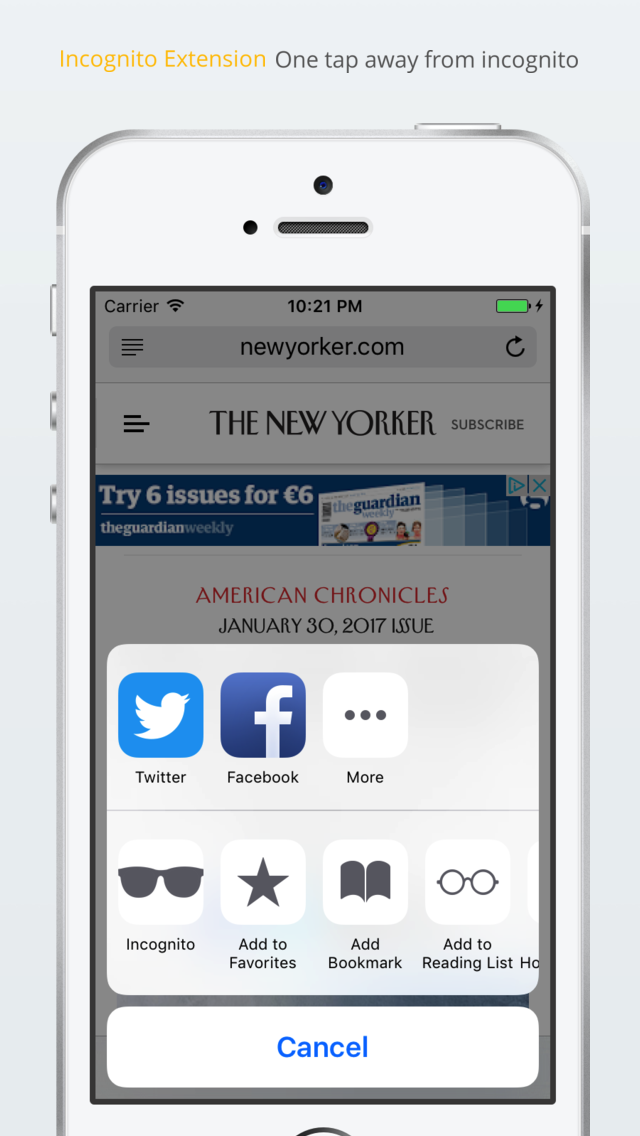 Incognito Extension One tap away from incognito
Carrier 10:21 PM
newyorker.com
THE NEW YORKER SUBSCRIBE
Try 6 issues for €6
theguardianweekly
theguardian
weekly
AMERICAN CHRONICLES
JANUARY 30, 2017 ISSUE
Twitter Facebook More
Incognito Add to Favorites Add Bookmark Add to Reading List Ho
Cancel